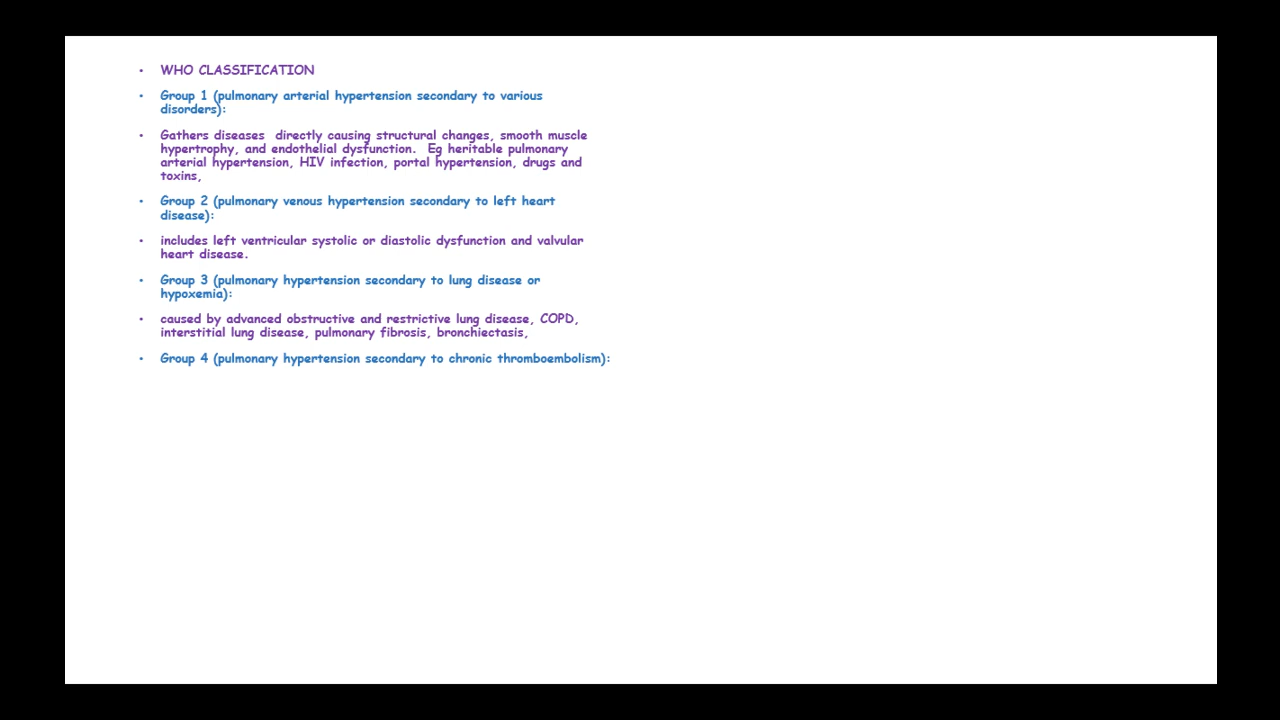 • WHO CLASSIFICATION
• Group 1 (pulmonary arterial hypertension secondary to various
disorders):
• Gathers diseases  directly causing structural changes, smooth muscle
hypertrophy, and endothelial dysfunction.  Eg heritable pulmonary
arterial hypertension, HIV infection, portal hypertension, drugs and
toxins,
• Group 2 (pulmonary venous hypertension secondary to left heart
disease):
• includes left ventricular systolic or diastolic dysfunction and valvular
heart disease.
• Group 3 (pulmonary hypertension secondary to lung disease or
hypoxemia):
• caused by advanced obstructive and restrictive lung disease, COPD,
interstitial lung disease, pulmonary fibrosis, bronchiectasis,
• Group 4 (pulmonary hypertension secondary to chronic thromboembolism):